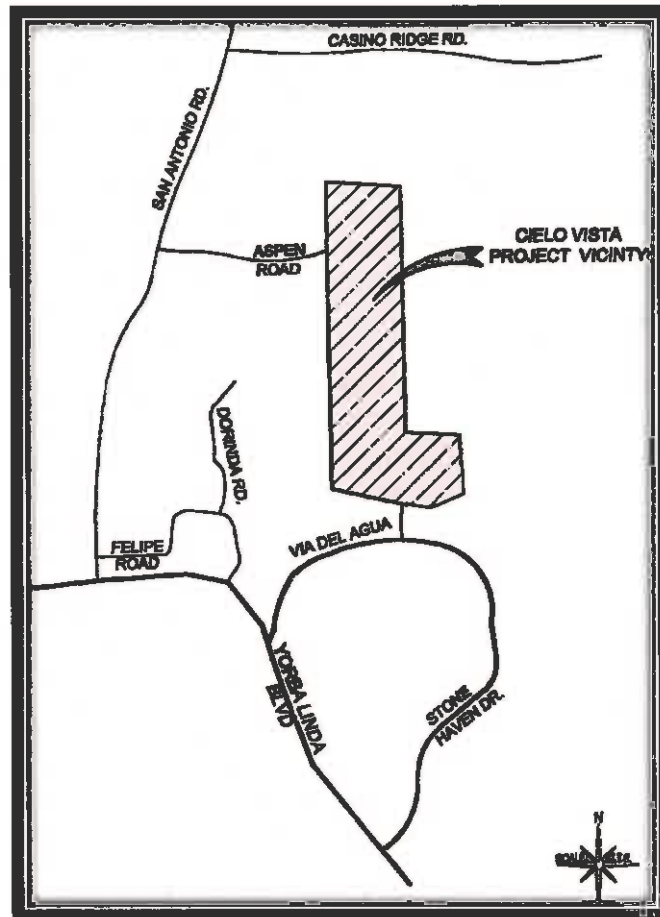 CASINO RIDGE RD.
SAN ANTONIO RD.
CIELO VISTA
PROJECT VICINTY
ASPEN
ROAD
DORINDA RD.
VIA DEL AGUA
FELIPE
ROAD
YORBA LINDA
BLVD
STONE
HAVEN DR.
N